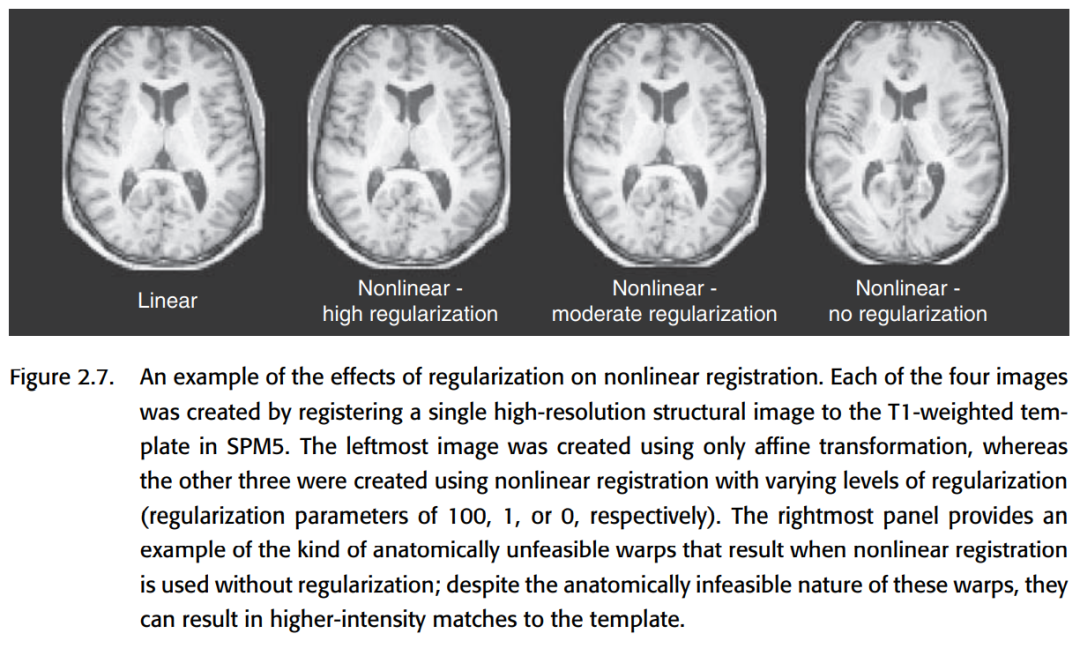 Linear
Nonlinear -
high regularization
Nonlinear -
moderate regularization
Nonlinear -
no regularization
Figure 2.7. An example of the effects of regularization on nonlinear registration. Each of the four images
was created by registering a single high-resolution structural image to the T1-weighted tem-
plate in SPM5. The leftmost image was created using only affine transformation, whereas
the other three were created using nonlinear registration with varying levels of regularization
(regularization parameters of 100, 1, or 0, respectively). The rightmost panel provides an
example of the kind of anatomically unfeasible warps that result when nonlinear registration
is used without regularization; despite the anatomically infeasible nature of these warps, they
can result in higher-intensity matches to the template.